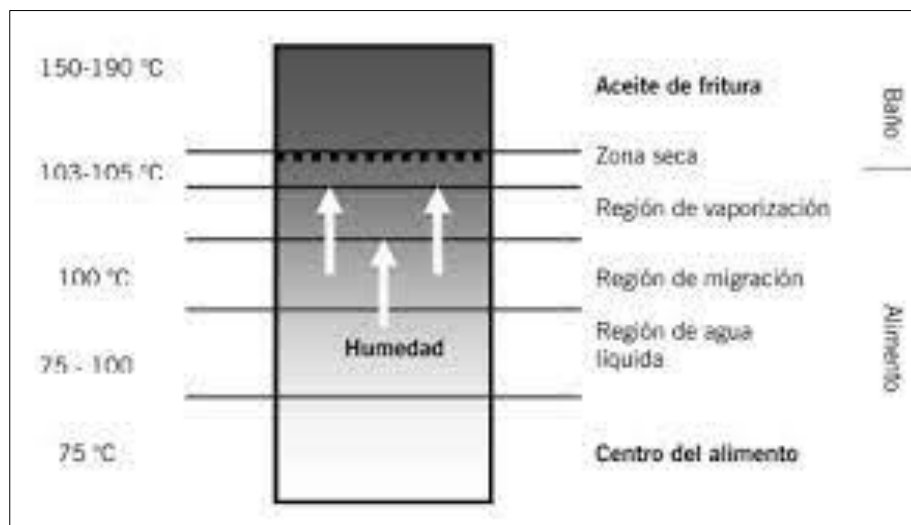 150-190 °C
Aceite de fritura
Baño
Zona seca
103-105 °C
Región de vaporización
100 °C
Región de migración
Alimento
Humedad
Región de agua
líquida
75 - 100
75 °C
Centro del alimento